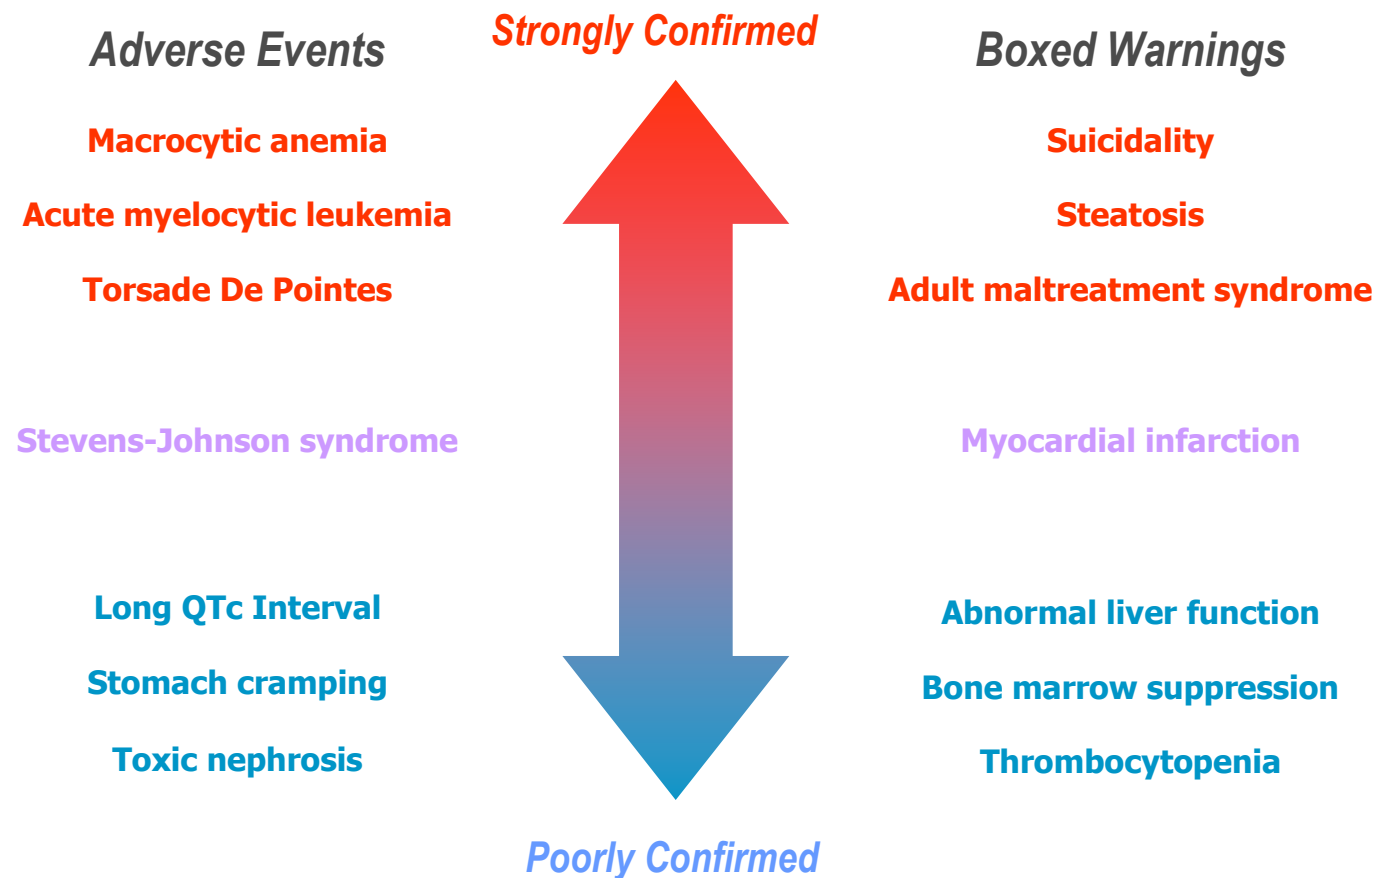 Strongly Confirmed
Adverse Events
Boxed Warnings
Macrocytic anemia
Suicidality
Acute myelocytic leukemia
Steatosis
Torsade De Pointes
Adult maltreatment syndrome
Stevens-Johnson syndrome
Myocardial infarction
Long QTc Interval
Abnormal liver function
Stomach cramping
Bone marrow suppression
Toxic nephrosis
Thrombocytopenia
Poorly Confirmed